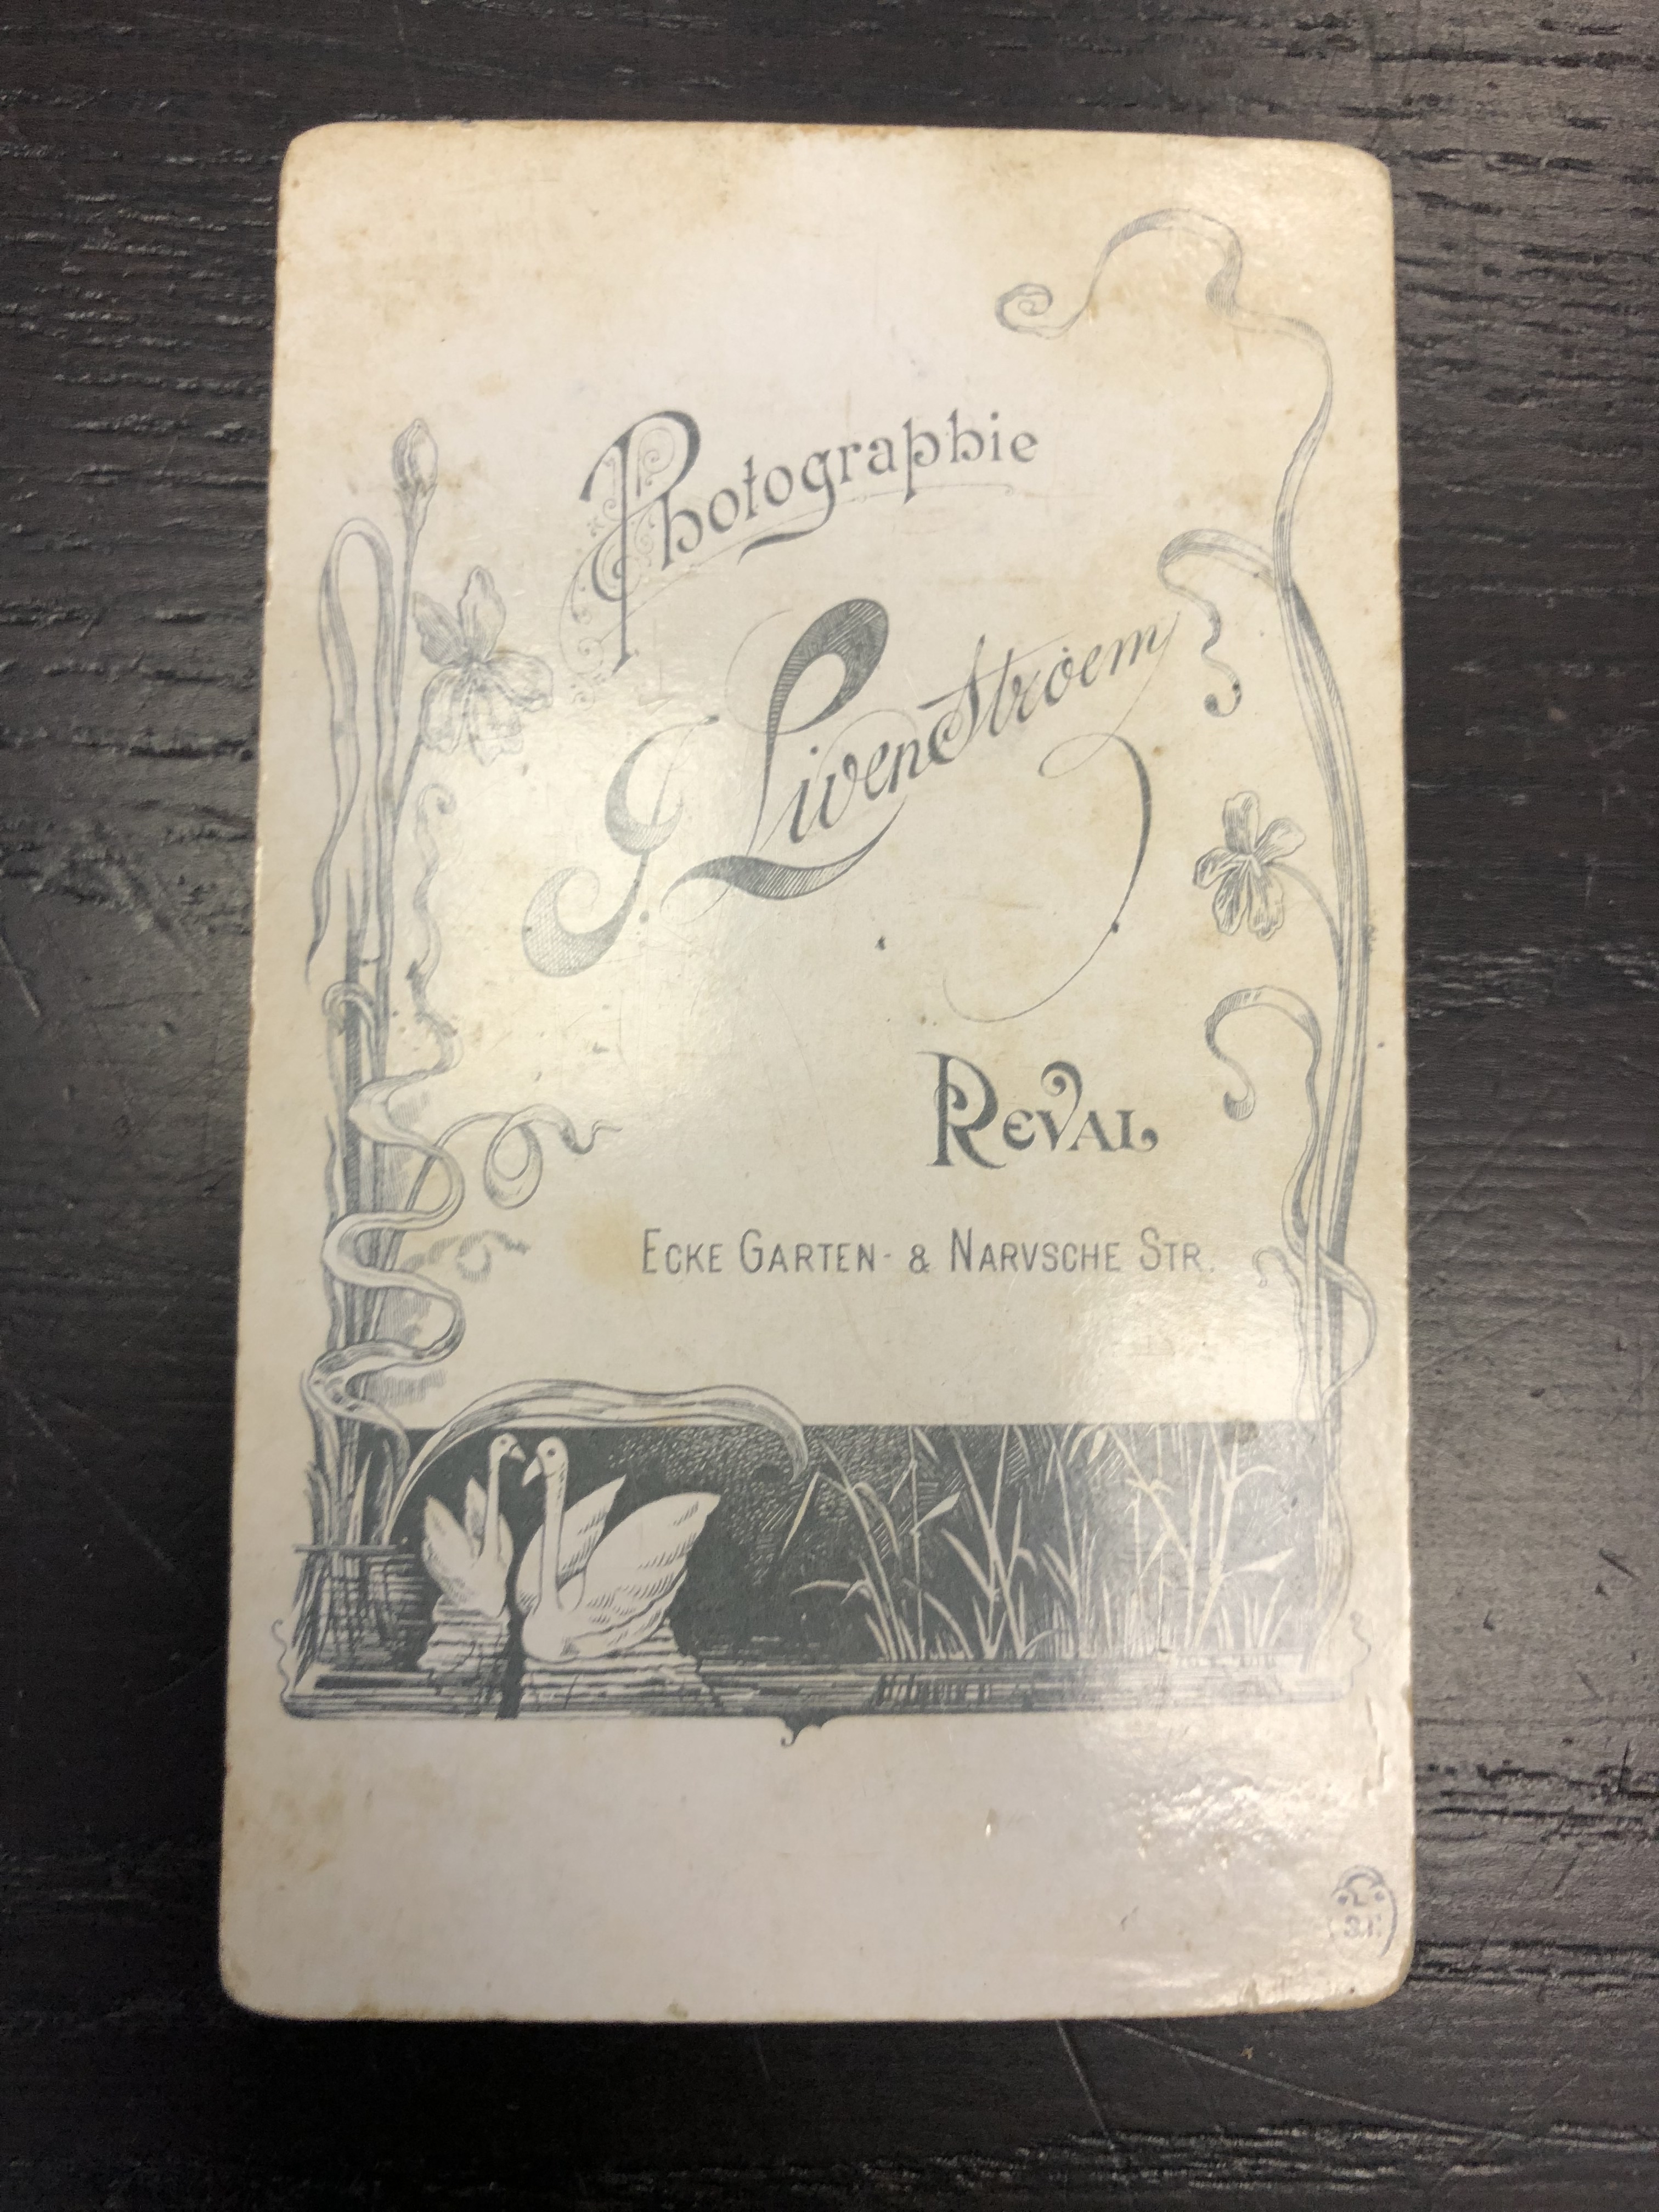 Photographie
J. Livenstroem
REVAL
ECKE GARTEN- & NARVSCHE STR.